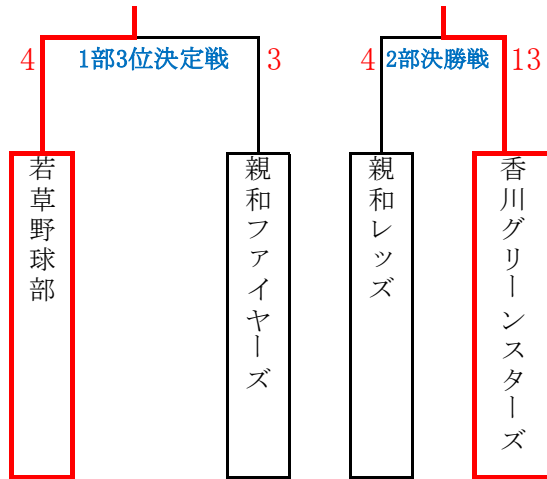 4
1部3位決定戦
3
4
2部決勝戦
13
若草野球部
親和ファイヤーズ
親和レッズ
香川グリーンスターズ